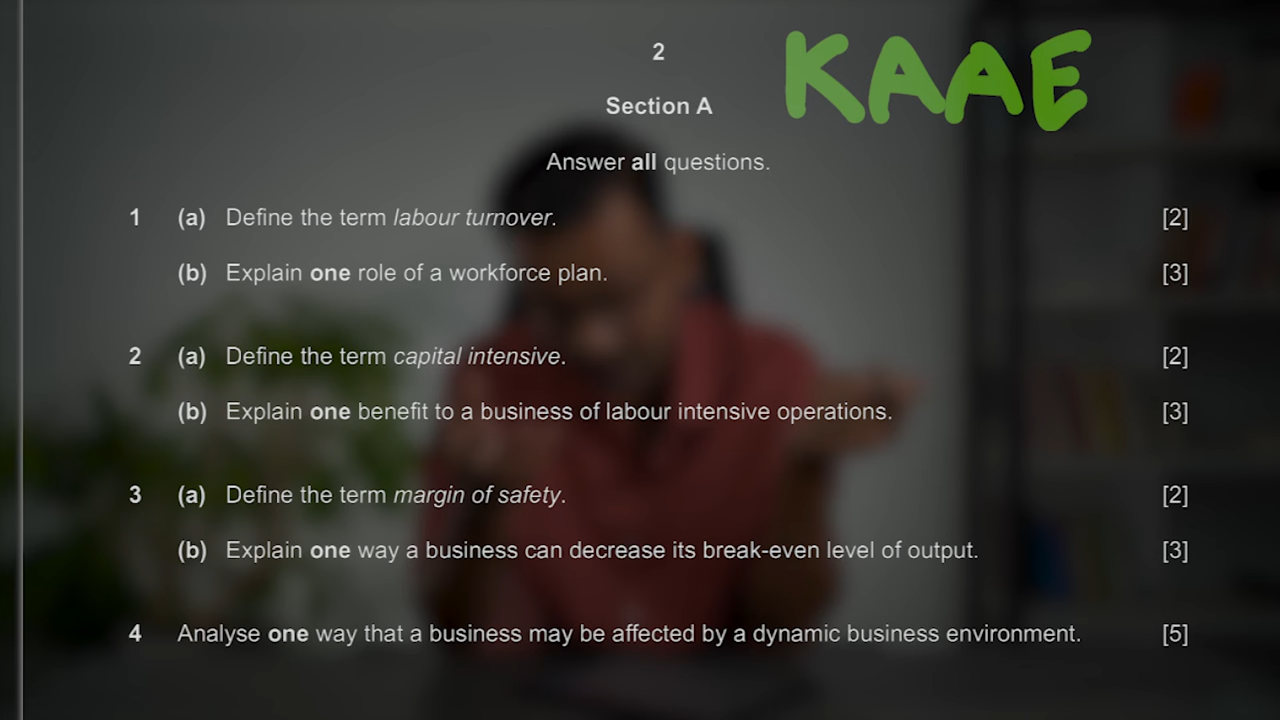 2
KAAE
Section A
Answer all questions.
1 (a) Define the term labour turnover. [2]
(b) Explain one role of a workforce plan. [3]
2 (a) Define the term capital intensive. [2]
(b) Explain one benefit to a business of labour intensive operations. [3]
3 (a) Define the term margin of safety. [2]
(b) Explain one way a business can decrease its break-even level of output. [3]
4 Analyse one way that a business may be affected by a dynamic business environment. [5]